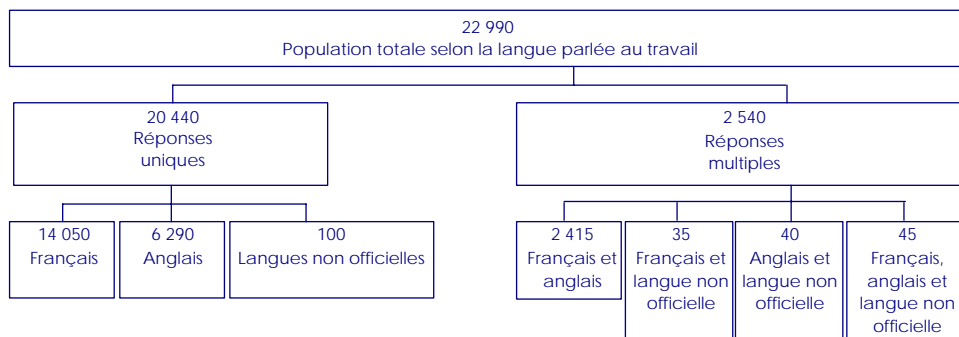 22 990
Population totale selon la langue parlée au travail
20 440
Réponses
uniques
2 540
Réponses
multiples
14 050
Français
6 290
Anglais
100
Langues non officielles
2 415
Français et
anglais
35
Français et
langue non
officielle
40
Anglais et
langue non
officielle
45
Français,
anglais et
langue non
officielle